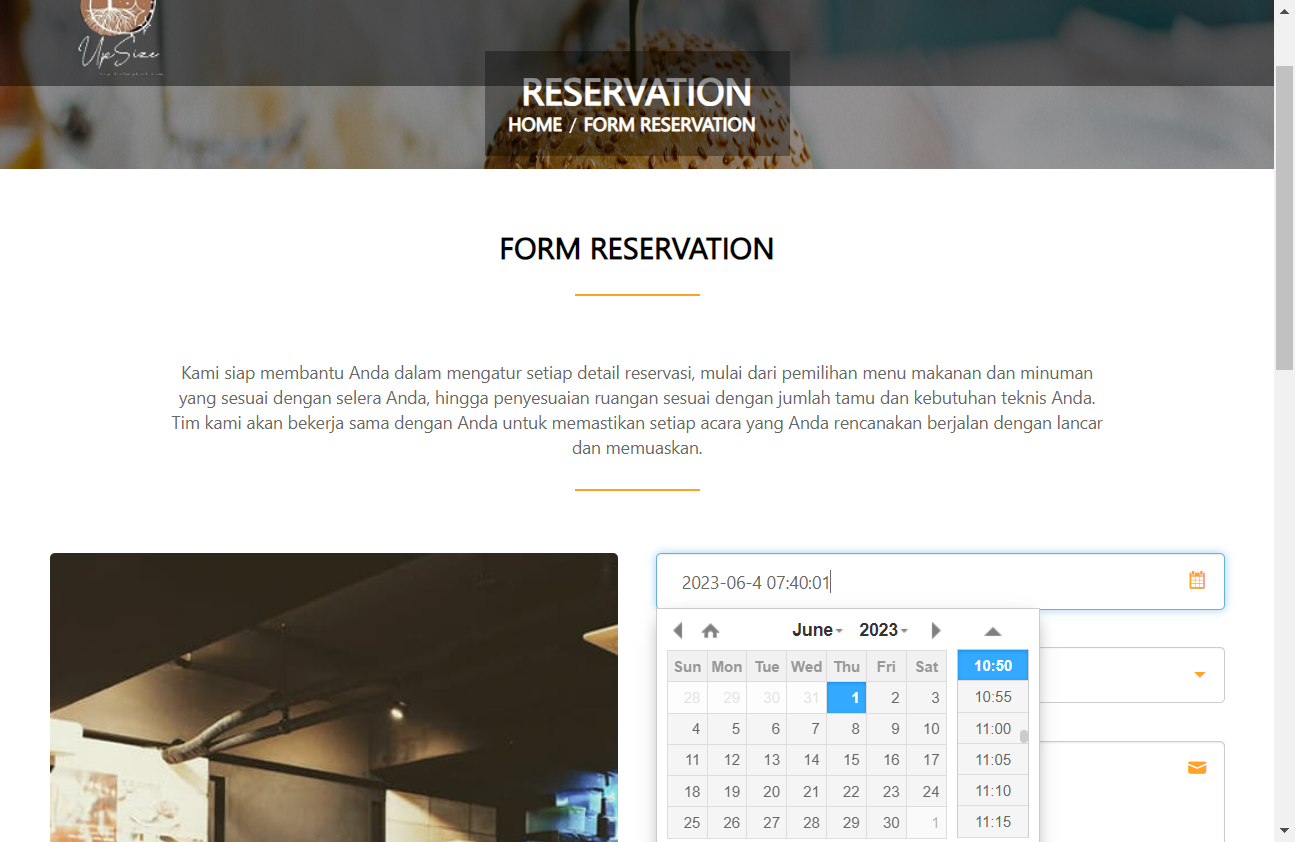 UpSize
RESERVATION
HOME / FORM RESERVATION
FORM RESERVATION
Kami siap membantu Anda dalam mengatur setiap detail reservasi, mulai dari pemilihan menu makanan dan minuman
yang sesuai dengan selera Anda, hingga penyesuaian ruangan sesuai dengan jumlah tamu dan kebutuhan teknis Anda.
Tim kami akan bekerja sama dengan Anda untuk memastikan setiap acara yang Anda rencanakan berjalan dengan lancar
dan memuaskan.
2023-06-4 07:40:01
June 2023
Sun Mon Tue Wed Thu Fri Sat
28 29 30 31 1 2 3
4 5 6 7 8 9 10
11 12 13 14 15 16 17
18 19 20 21 22 23 24
25 26 27 28 29 30 1
10:50
10:55
11:00
11:05
11:10
11:15